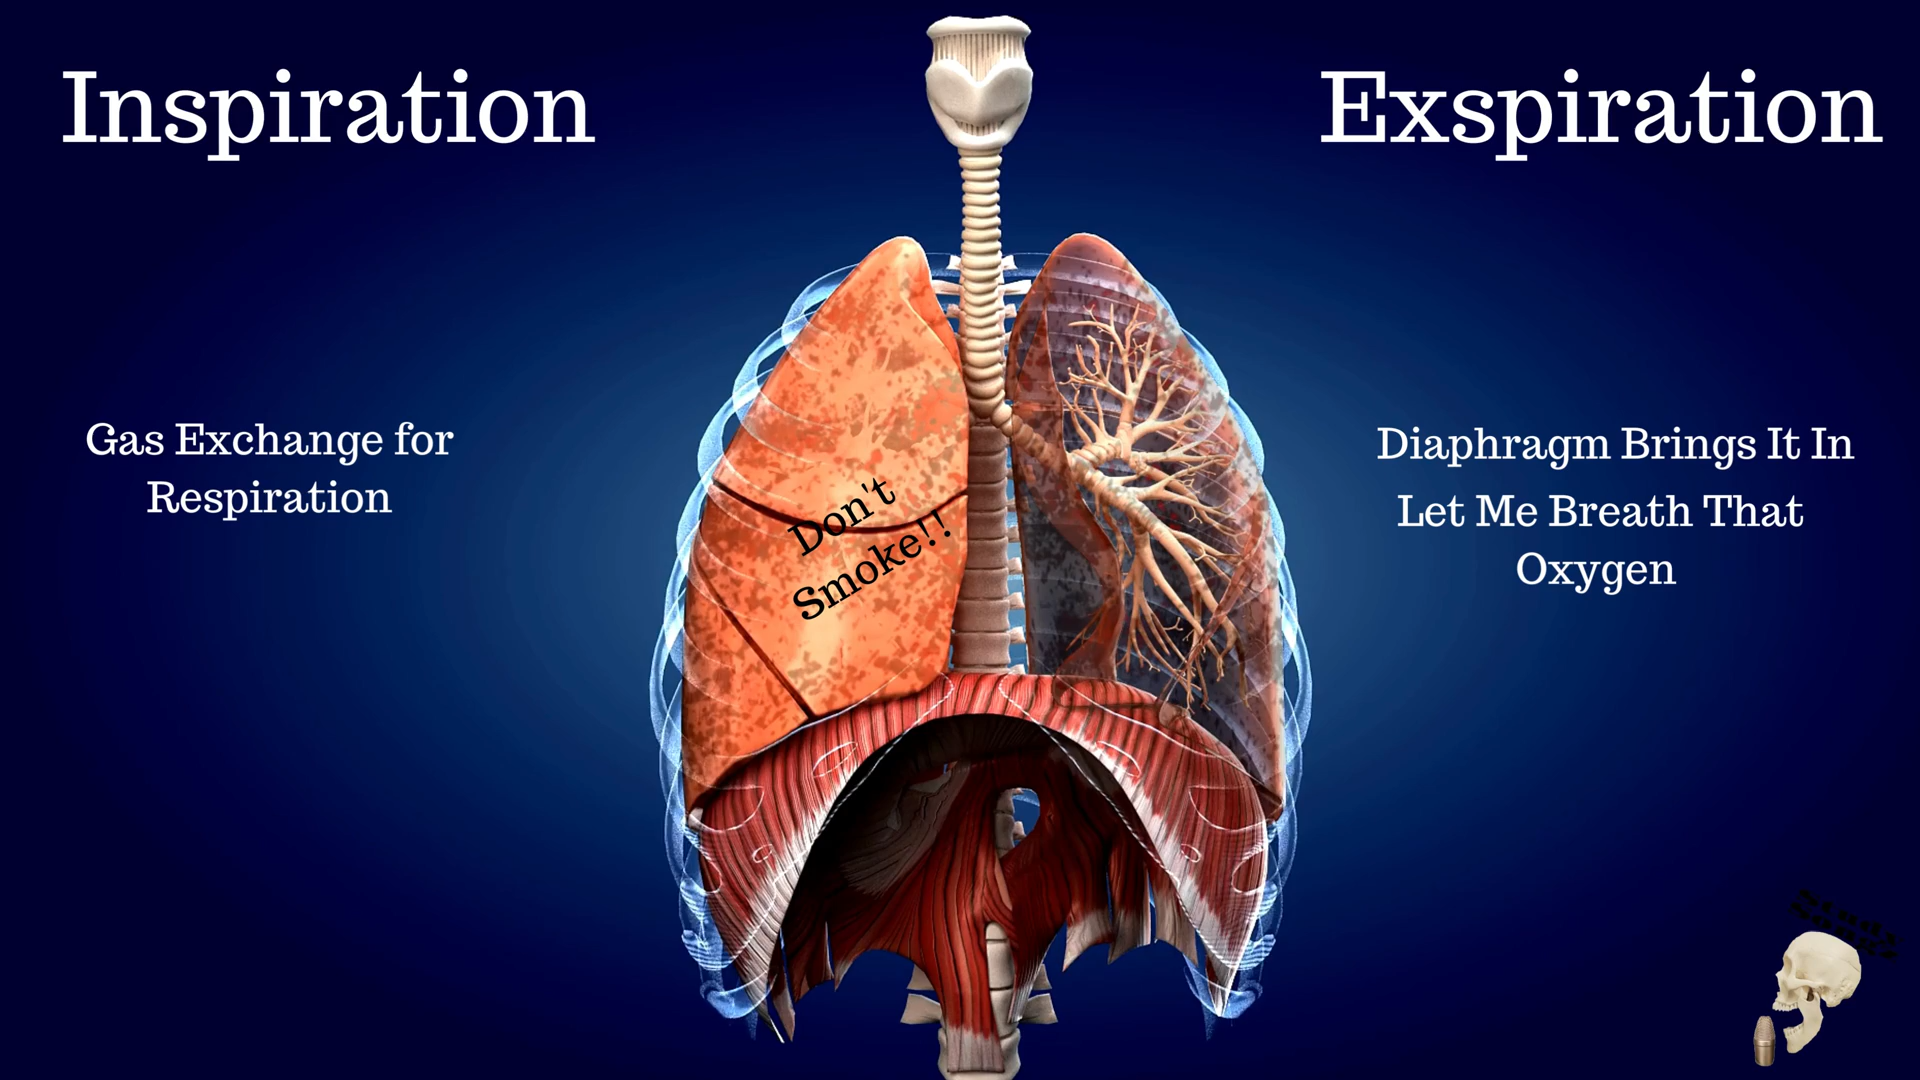 Inspiration
Exspiration
Gas Exchange for
Respiration
Diaphragm Brings It In
Let Me Breath That
Oxygen
Don't
Smoke!!